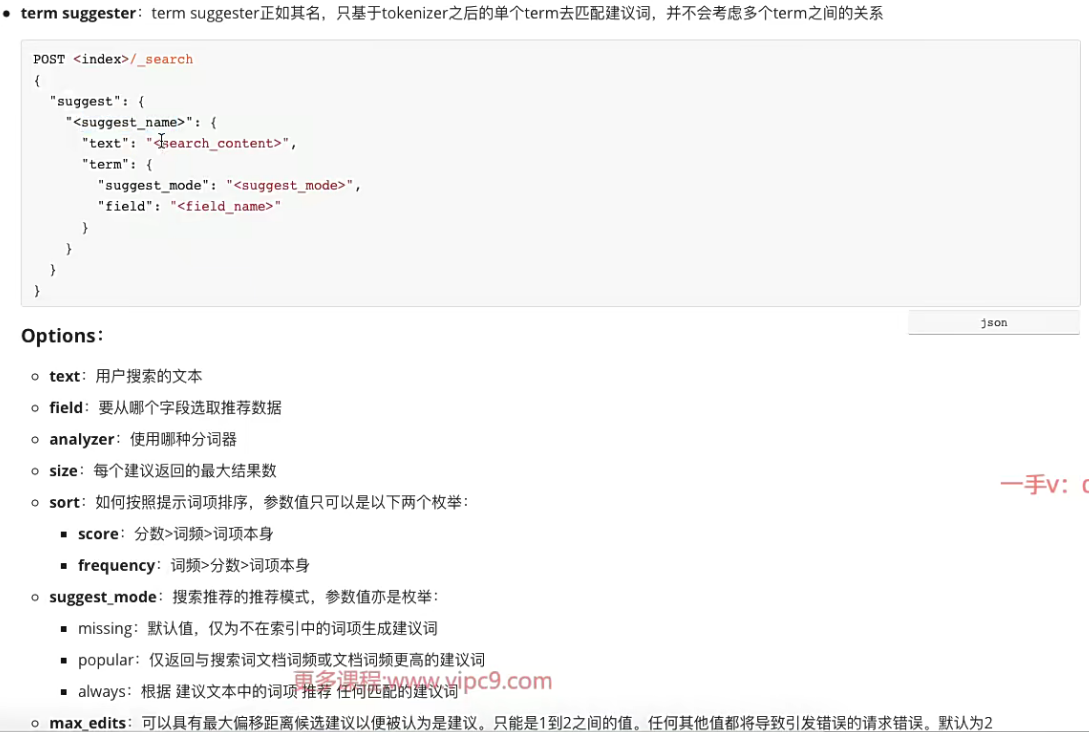 term suggester：term suggester正如其名，只基于tokenizer之后的单个term去匹配建议词，并不会考虑多个term之间的关系
POST <index>/_search
{
  "suggest": {
    "<suggest_name>": {
      "text": "<search_content>",
      "term": {
        "suggest_mode": "<suggest_mode>",
        "field": "<field_name>"
      }
    }
  }
}
json
Options：
text：用户搜索的文本
field：要从哪个字段选取推荐数据
analyzer：使用哪种分词器
size：每个建议返回的最大结果数
一手v：
sort：如何按照提示词项排序，参数值只可以是以下两个枚举：
score：分数>词频>词项本身
frequency：词频>分数>词项本身
suggest_mode：搜索推荐的推荐模式，参数值亦是枚举：
missing：默认值，仅为不在索引中的词项生成建议词
popular：仅返回与搜索词文档词频或文档词频更高的建议词
更多课程:www.vipc9.com
always：根据 建议文本中的词项 推荐 任何匹配的建议词
max_edits：可以具有最大偏移距离候选建议以便被认为是建议。只能是1到2之间的值。任何其他值都将导致引发错误的请求错误。默认为2